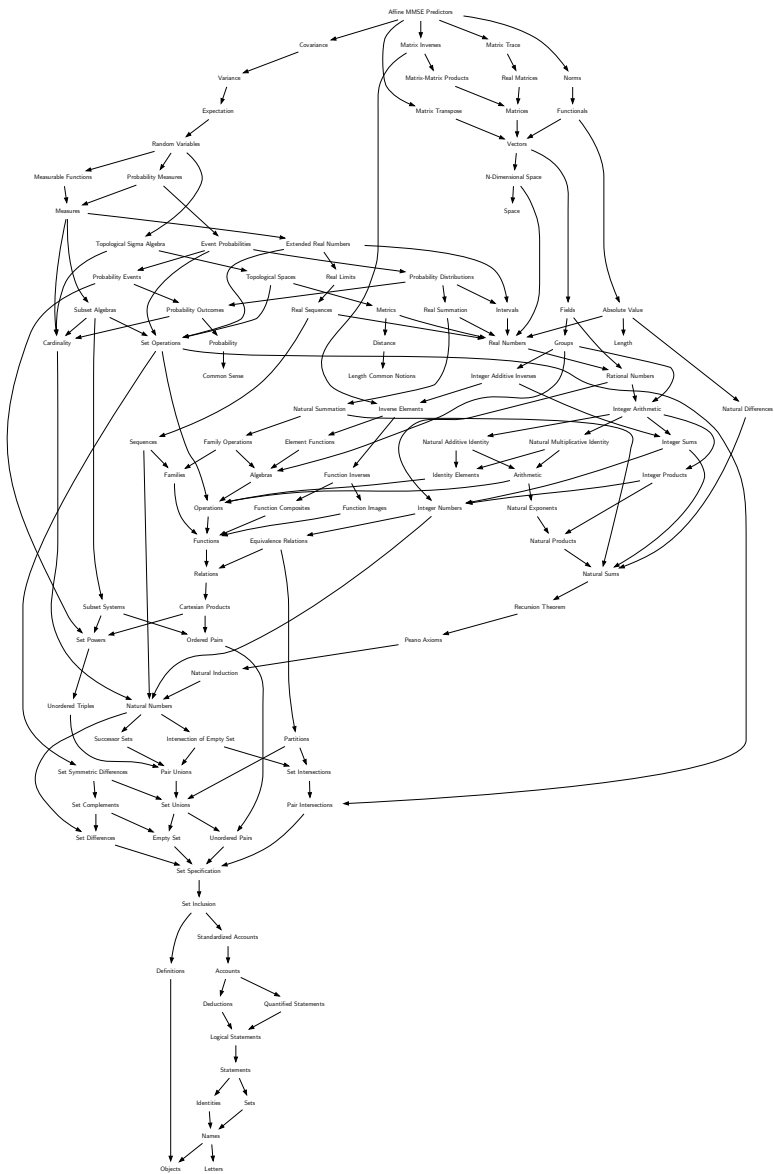 Affine MMSE Predictors
Covariance
Matrix Inverses
Matrix Trace
Variance
Matrix-Matrix Products
Real Matrices
Norms
Expectation
Matrix Transpose
Matrices
Functionals
Random Variables
Vectors
Measurable Functions
Probability Measures
N-Dimensional Space
Measures
Space
Topological Sigma Algebra
Event Probabilities
Extended Real Numbers
Probability Events
Topological Spaces
Real Limits
Probability Distributions
Subset Algebras
Probability Outcomes
Real Sequences
Metrics
Real Summation
Intervals
Fields
Absolute Value
Cardinality
Set Operations
Probability
Distance
Real Numbers
Groups
Length
Common Sense
Length Common Notions
Integer Additive Inverses
Rational Numbers
Natural Summation
Inverse Elements
Integer Arithmetic
Natural Differences
Sequences
Family Operations
Element Functions
Natural Additive Identity
Natural Multiplicative Identity
Integer Sums
Families
Algebras
Function Inverses
Identity Elements
Arithmetic
Integer Products
Operations
Function Composites
Function Images
Integer Numbers
Natural Exponents
Functions
Equivalence Relations
Natural Products
Relations
Natural Sums
Subset Systems
Cartesian Products
Recursion Theorem
Set Powers
Ordered Pairs
Peano Axioms
Natural Induction
Unordered Triples
Natural Numbers
Successor Sets
Intersection of Empty Set
Partitions
Set Symmetric Differences
Pair Unions
Set Intersections
Set Complements
Set Unions
Pair Intersections
Set Differences
Empty Set
Unordered Pairs
Set Specification
Set Inclusion
Standardized Accounts
Definitions
Accounts
Deductions
Quantified Statements
Logical Statements
Statements
Identities
Sets
Names
Objects
Letters